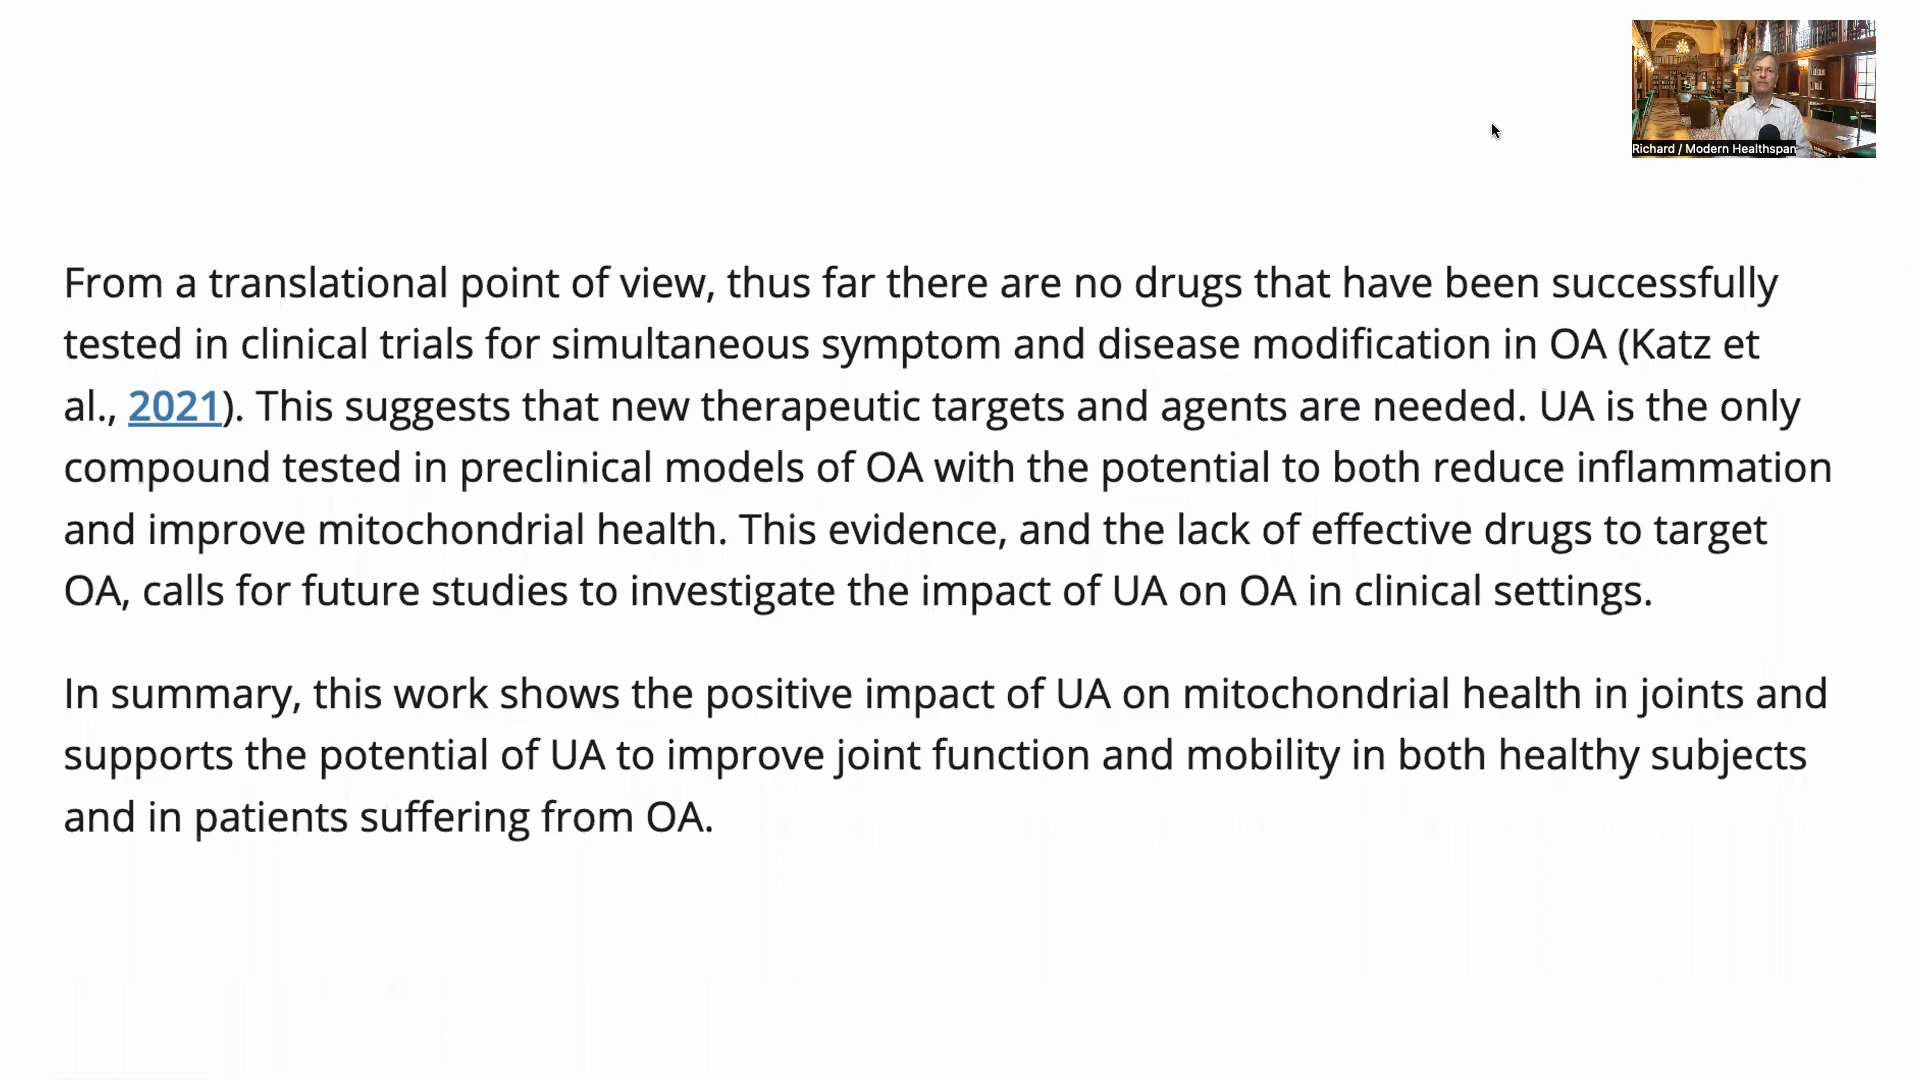 Richard / Modern Healthspan
From a translational point of view, thus far there are no drugs that have been successfully
tested in clinical trials for simultaneous symptom and disease modification in OA (Katz et
al., 2021). This suggests that new therapeutic targets and agents are needed. UA is the only
compound tested in preclinical models of OA with the potential to both reduce inflammation
and improve mitochondrial health. This evidence, and the lack of effective drugs to target
OA, calls for future studies to investigate the impact of UA on OA in clinical settings.
In summary, this work shows the positive impact of UA on mitochondrial health in joints and
supports the potential of UA to improve joint function and mobility in both healthy subjects
and in patients suffering from OA.